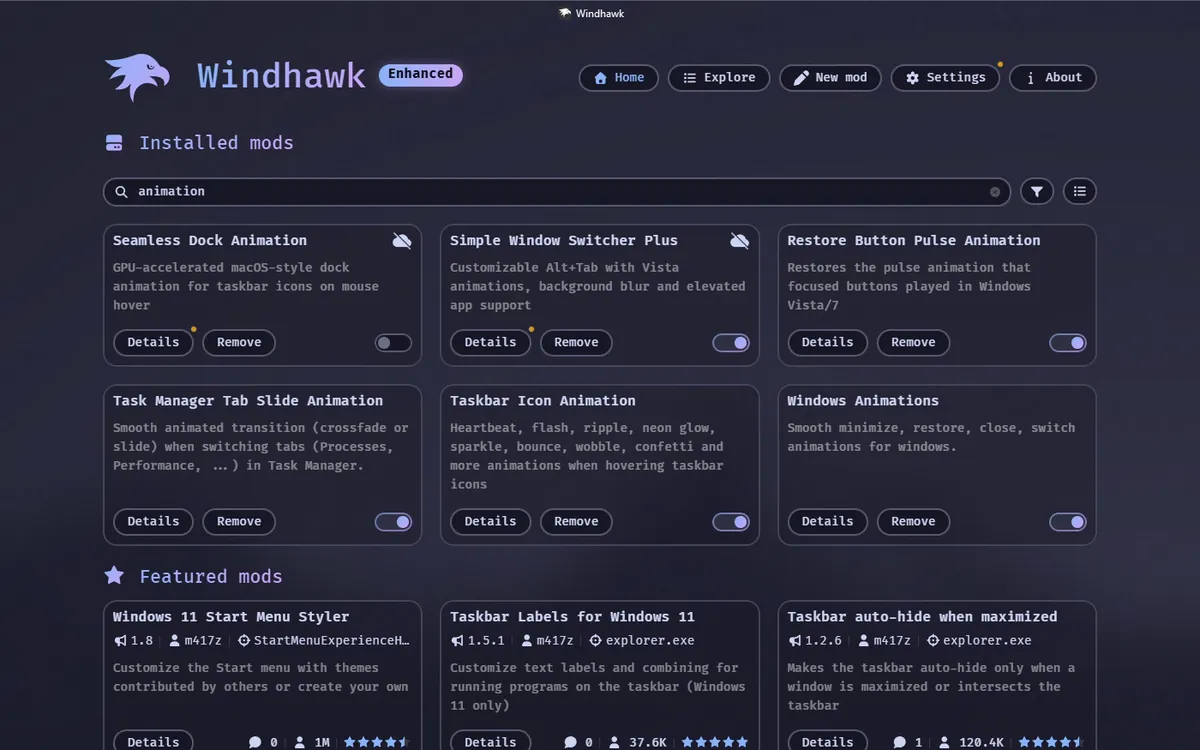 Windhawk
Windhawk Enhanced
Home Explore New mod Settings About
Installed mods
animation
Seamless Dock Animation
GPU-accelerated macOS-style dock
animation for taskbar icons on mouse
hover
Details Remove
Simple Window Switcher Plus
Customizable Alt+Tab with Vista
animations, background blur and elevated
app support
Details Remove
Restore Button Pulse Animation
Restores the pulse animation that
focused buttons played in Windows
Vista/7
Details Remove
Task Manager Tab Slide Animation
Smooth animated transition (crossfade or
slide) when switching tabs (Processes,
Performance, ...) in Task Manager.
Details Remove
Taskbar Icon Animation
Heartbeat, flash, ripple, neon glow,
sparkle, bounce, wobble, confetti and
more animations when hovering taskbar
icons
Details Remove
Windows Animations
Smooth minimize, restore, close, switch
animations for windows.
Details Remove
Featured mods
Windows 11 Start Menu Styler
1.8 m417z StartMenuExperienceH…
Customize the Start menu with themes
contributed by others or create your own
Details 0 1M
Taskbar Labels for Windows 11
1.5.1 m417z explorer.exe
Customize text labels and combining for
running programs on the taskbar (Windows
11 only)
Details 0 37.6K
Taskbar auto-hide when maximized
1.2.6 m417z explorer.exe
Makes the taskbar auto-hide only when a
window is maximized or intersects the
taskbar
Details 1 120.4K